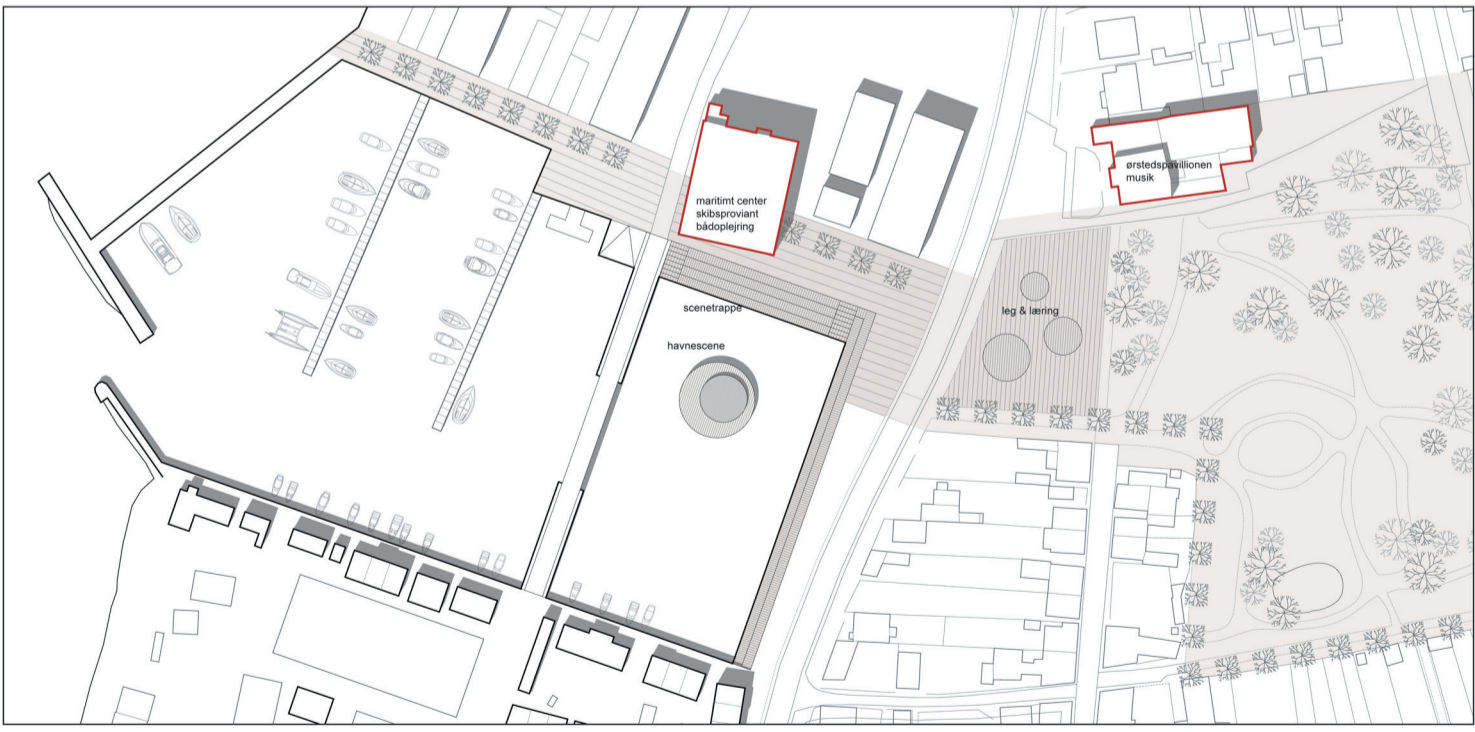 maritimt center
skibsproviant
bådoplejring
scenetrappe
havnescene
ørstedspavillionen
musik
leg & læring